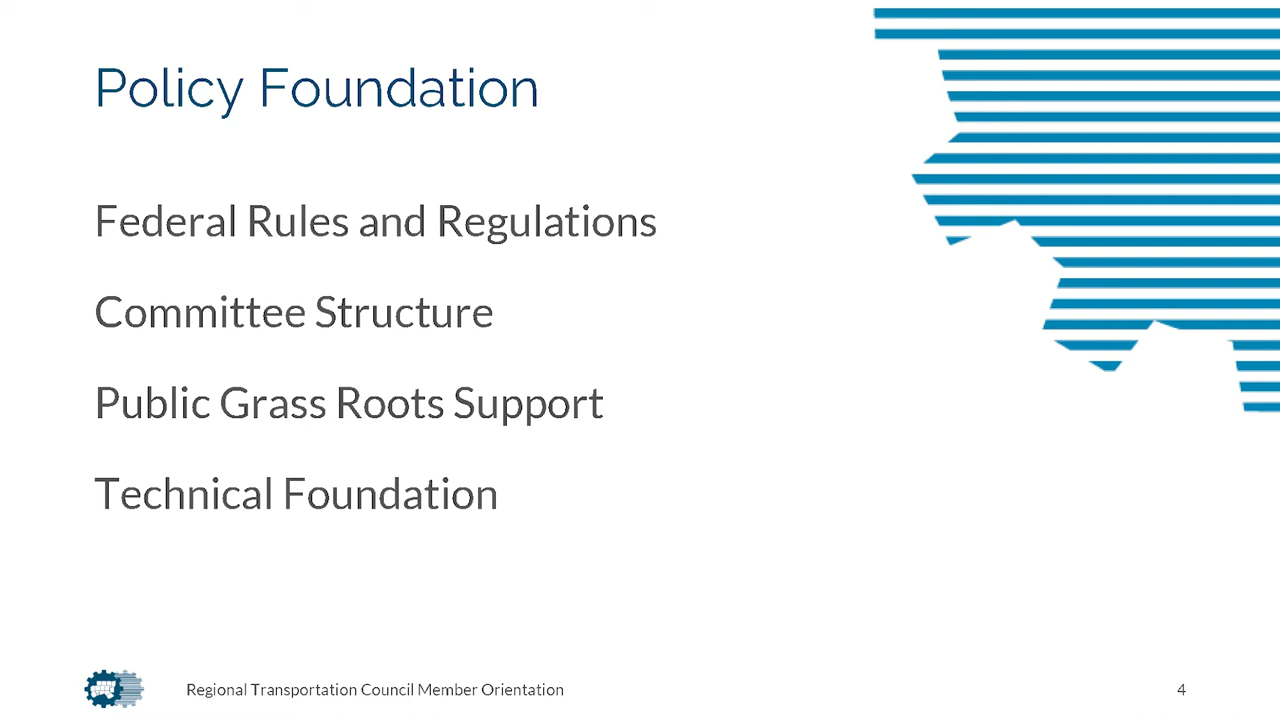 Policy Foundation
Federal Rules and Regulations
Committee Structure
Public Grass Roots Support
Technical Foundation
Regional Transportation Council Member Orientation
4